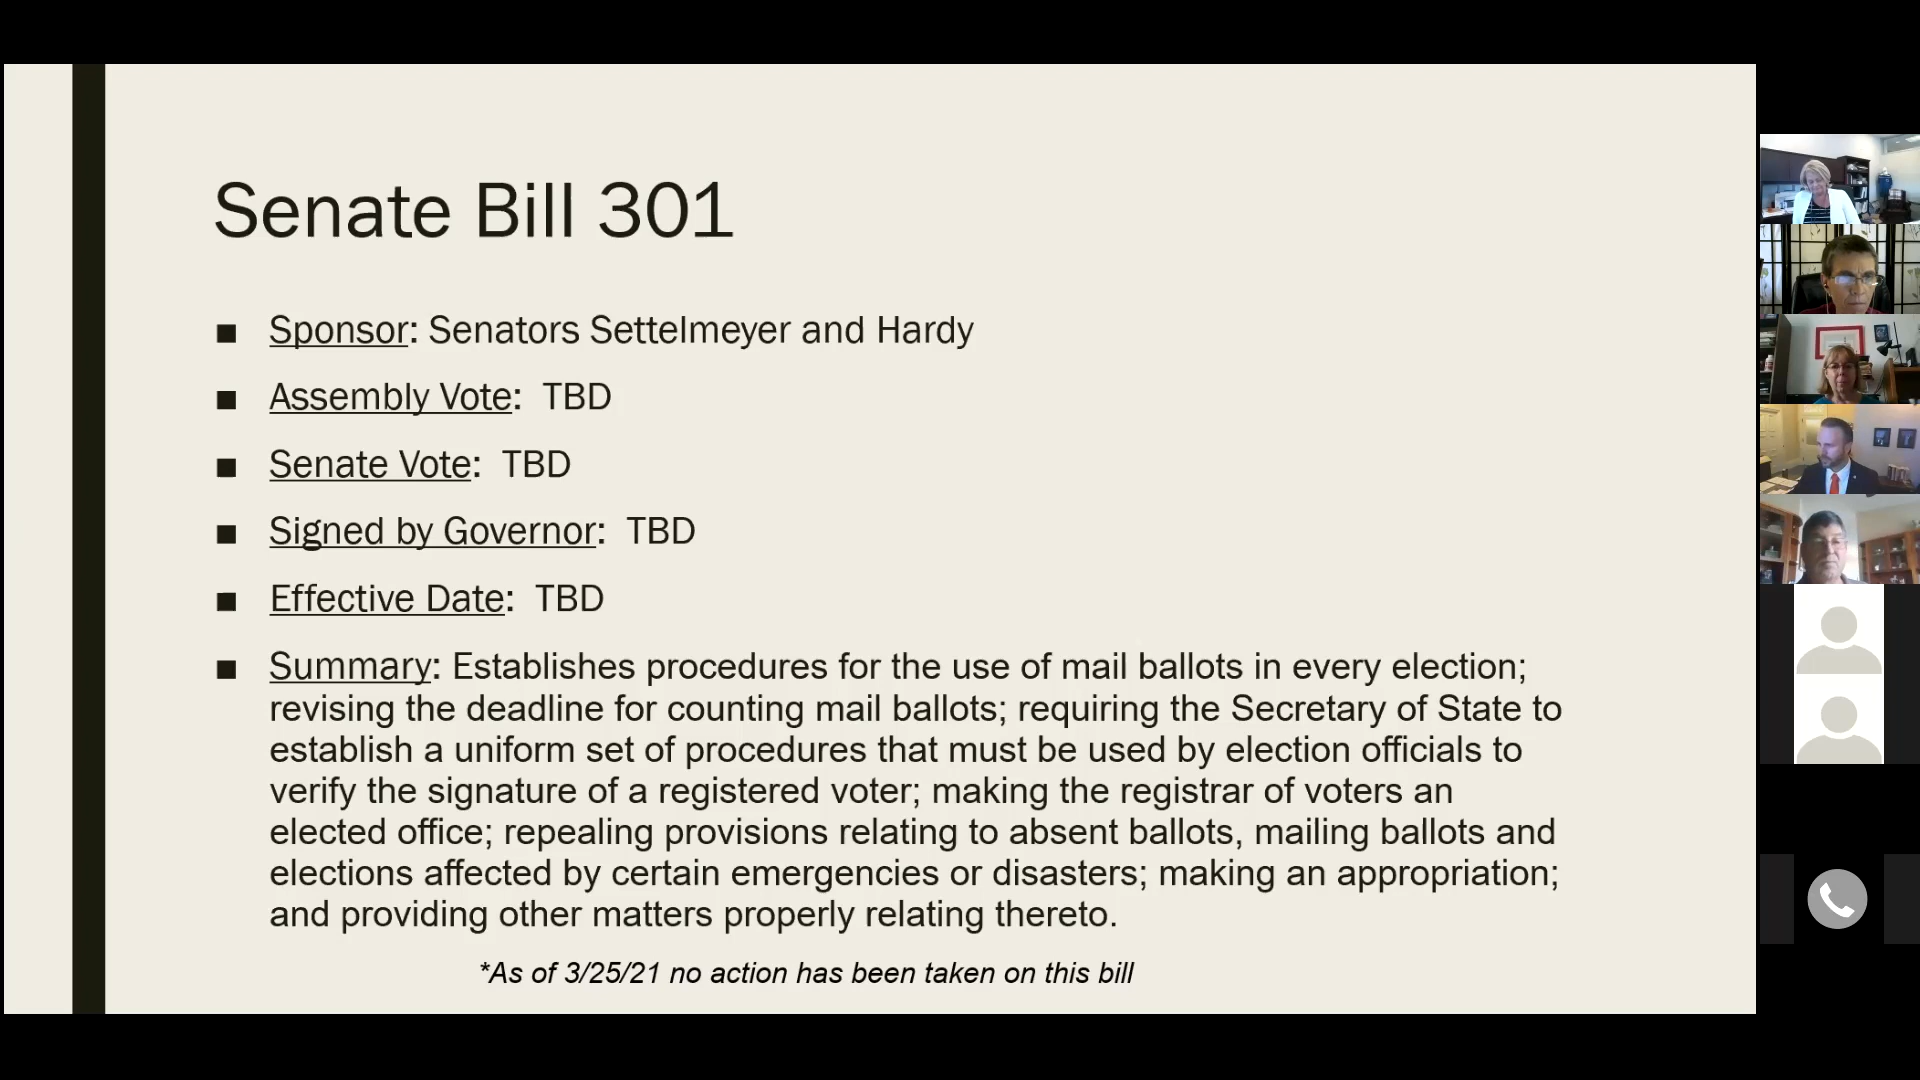 Senate Bill 301
■ Sponsor: Senators Settelmeyer and Hardy
■ Assembly Vote: TBD
■ Senate Vote: TBD
■ Signed by Governor: TBD
■ Effective Date: TBD
■ Summary: Establishes procedures for the use of mail ballots in every election;
revising the deadline for counting mail ballots; requiring the Secretary of State to
establish a uniform set of procedures that must be used by election officials to
verify the signature of a registered voter; making the registrar of voters an
elected office; repealing provisions relating to absent ballots, mailing ballots and
elections affected by certain emergencies or disasters; making an appropriation;
and providing other matters properly relating thereto.
*As of 3/25/21 no action has been taken on this bill